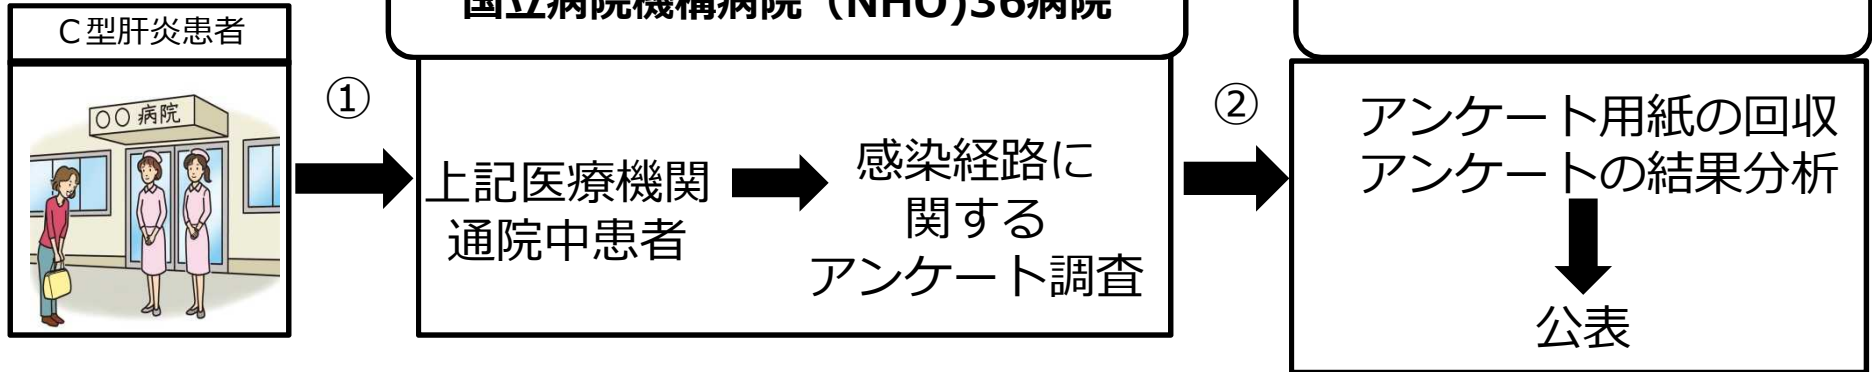 C型肝炎患者
○○病院
①
国立病院機構病院（NHO)36病院
上記医療機関
通院中患者
感染経路に
関する
アンケート調査
②
アンケート用紙の回収
アンケートの結果分析
公表